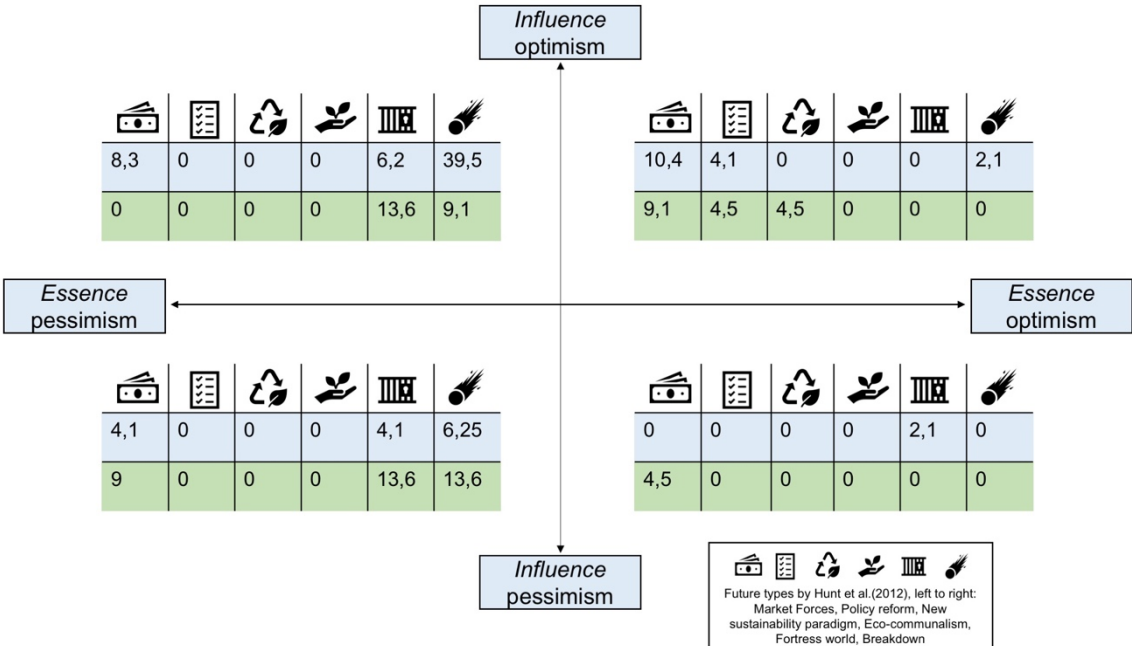 Influence
optimism
8,3 0 0 0 6,2 39,5
0 0 0 0 13,6 9,1
10,4 4,1 0 0 0 2,1
9,1 4,5 4,5 0 0 0
Essence
pessimism
Essence
optimism
4,1 0 0 0 4,1 6,25
9 0 0 0 13,6 13,6
0 0 0 0 2,1 0
4,5 0 0 0 0 0
Influence
pessimism
Future types by Hunt et al.(2012), left to right:
Market Forces, Policy reform, New
sustainability paradigm, Eco-communalism,
Fortress world, Breakdown